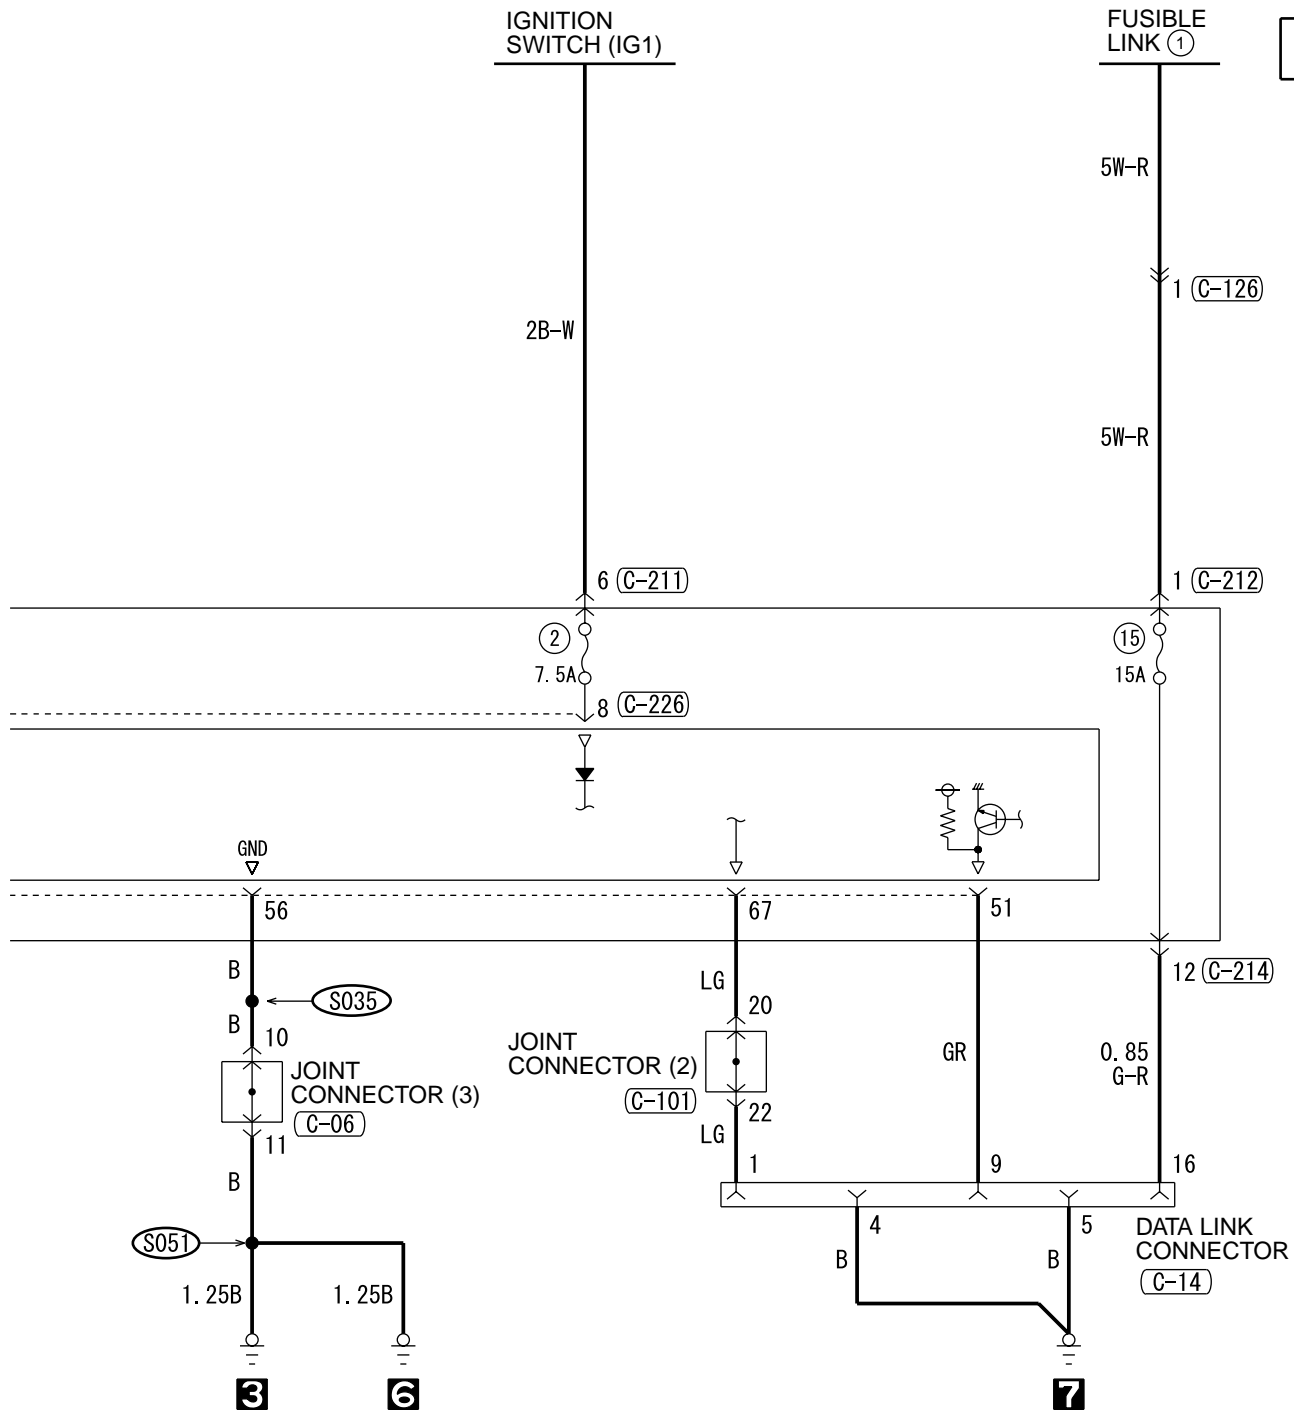 IGNITION
SWITCH (IG1)
FUSIBLE
LINK ①
5W-R
1 C-126
2B-W
5W-R
6 C-211
1 C-212
2
15
7.5A
15A
8 C-226
GND
56
67
51
B
LG
12 C-214
S035
20
B
10
JOINT
CONNECTOR (2)
GR
0.85
G-R
JOINT
CONNECTOR (3)
C-101
C-06
22
11
LG
B
1
9
16
4
5
DATA LINK
CONNECTOR
S051
B
B
C-14
1.25B
1.25B
3
6
7